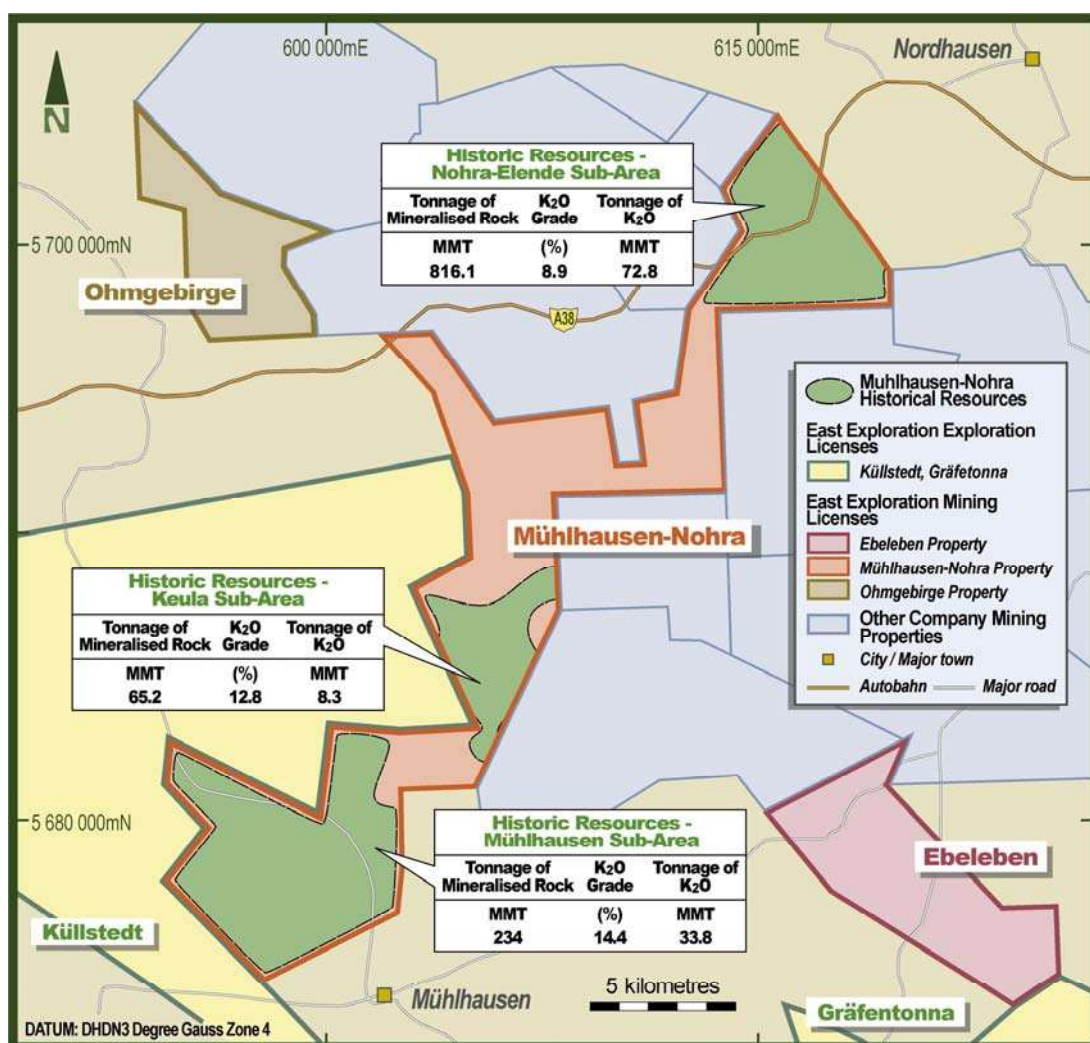 600 000mE
615 000mE
Nordhausen
N
Historic Resources -
Nohra-Elende Sub-Area
Tonnage of Mineralised Rock K2O Grade Tonnage of K2O
MMT (%) MMT
816.1 8.9 72.8
5 700 000mN
Ohmgebirge
A38
Muhlhausen-Nohra
Historical Resources
East Exploration Exploration
Licenses
Küllstedt, Gräfetonna
East Exploration Mining
Licenses
Ebeleben Property
Mühlhausen-Nohra Property
Ohmgebirge Property
Other Company Mining
Properties
City / Major town
Autobahn Major road
Mühlhausen-Nohra
Historic Resources -
Keula Sub-Area
Tonnage of Mineralised Rock K2O Grade Tonnage of K2O
MMT (%) MMT
65.2 12.8 8.3
5 680 000mN
Historic Resources -
Mühlhausen Sub-Area
Tonnage of Mineralised Rock K2O Grade Tonnage of K2O
MMT (%) MMT
234 14.4 33.8
Ebeleben
Küllstedt
Mühlhausen
5 kilometres
Gräfentonna
DATUM: DHDN3 Degree Gauss Zone 4